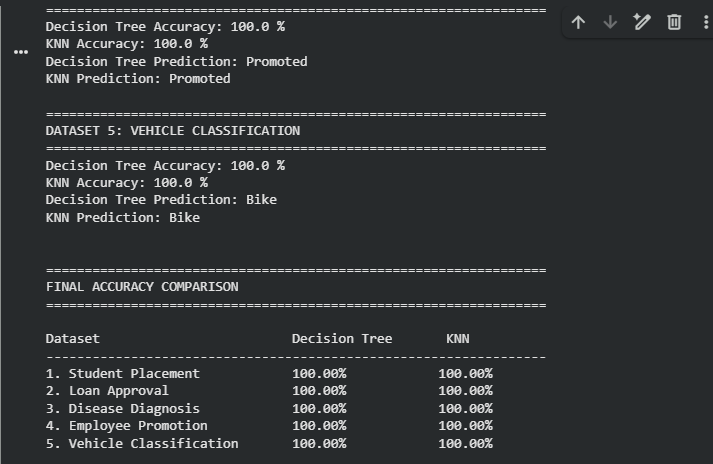 =================================================================
Decision Tree Accuracy: 100.0 %
KNN Accuracy: 100.0 %
Decision Tree Prediction: Promoted
KNN Prediction: Promoted
=================================================================
DATASET 5: VEHICLE CLASSIFICATION
=================================================================
Decision Tree Accuracy: 100.0 %
KNN Accuracy: 100.0 %
Decision Tree Prediction: Bike
KNN Prediction: Bike
=================================================================
FINAL ACCURACY COMPARISON
=================================================================
Dataset Decision Tree KNN
-----------------------------------------------------------------
1. Student Placement 100.00% 100.00%
2. Loan Approval 100.00% 100.00%
3. Disease Diagnosis 100.00% 100.00%
4. Employee Promotion 100.00% 100.00%
5. Vehicle Classification 100.00% 100.00%